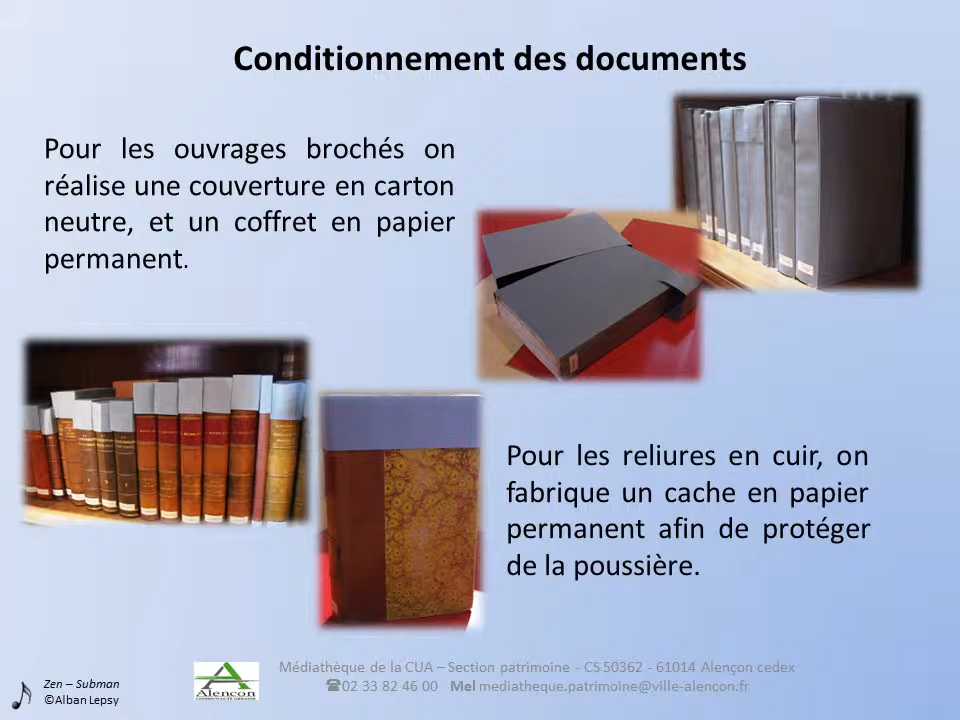 Conditionnement des documents
Pour les ouvrages brochés on
réalise une couverture en carton
neutre, et un coffret en papier
permanent.
Pour les reliures en cuir, on
fabrique un cache en papier
permanent afin de protéger
de la poussière.
Médiathèque de la CUA – Section patrimoine - CS 50362 - 61014 Alençon cedex
☎02 33 82 46 00 Mel mediatheque.patrimoine@ville-alencon.fr
Alençon
COMMUNAUTÉ URBAINE
Zen – Subman
©Alban Lepsy